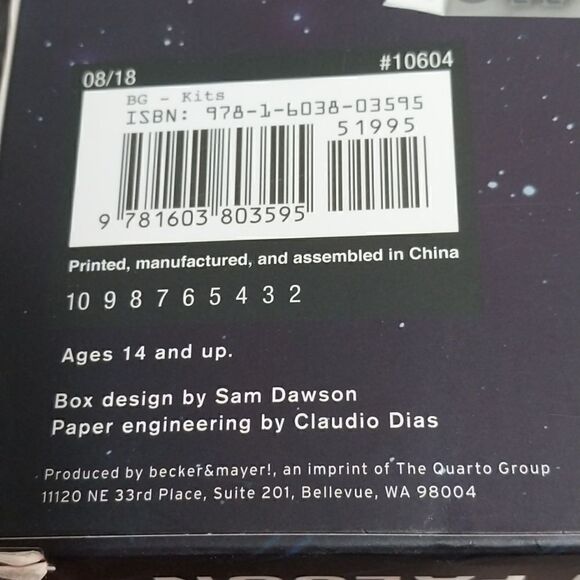 08/18 #10604
BG - Kits
ISBN: 978-1-6038-03595
51995
9 781603 803595
Printed, manufactured, and assembled in China
10 9 8 7 6 5 4 3 2
Ages 14 and up.
Box design by Sam Dawson
Paper engineering by Claudio Dias
Produced by becker&mayer!, an imprint of The Quarto Group
11120 NE 33rd Place, Suite 201, Bellevue, WA 98004